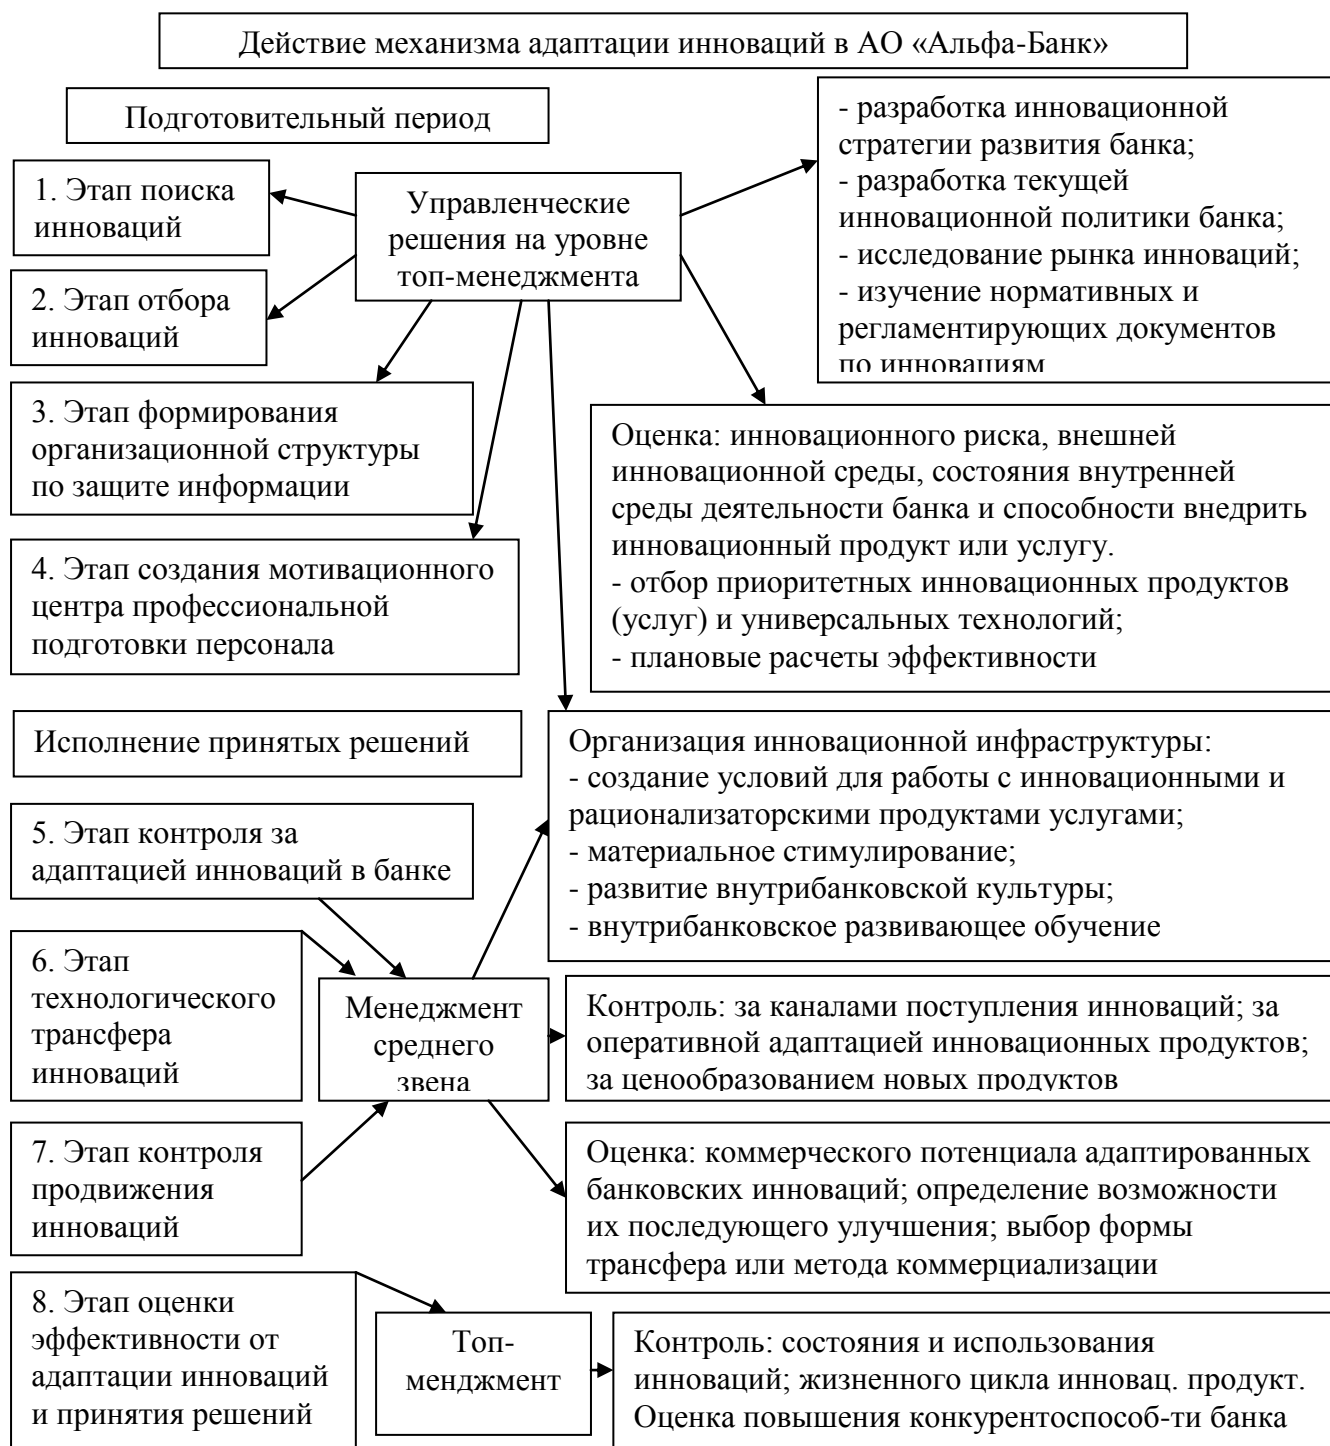 Действие механизма адаптации инноваций в АО «Альфа-Банк»
Подготовительный период
1. Этап поиска
инноваций
Управленческие
решения на уровне
топ-менеджмента
- разработка инновационной
стратегии развития банка;
- разработка текущей
инновационной политики банка;
- исследование рынка инноваций;
- изучение нормативных и
регламентирующих документов
по инновациям
2. Этап отбора
инноваций
3. Этап формирования
организационной структуры
по защите информации
Оценка: инновационного риска, внешней
инновационной среды, состояния внутренней
среды деятельности банка и способности внедрить
инновационный продукт или услугу.
- отбор приоритетных инновационных продуктов
(услуг) и универсальных технологий;
- плановые расчеты эффективности
4. Этап создания мотивационного
центра профессиональной
подготовки персонала
Исполнение принятых решений
Организация инновационной инфраструктуры:
- создание условий для работы с инновационными и
рационализаторскими продуктами услугами;
- материальное стимулирование;
- развитие внутрибанковской культуры;
- внутрибанковское развивающее обучение
5. Этап контроля за
адаптацией инноваций в банке
6. Этап
технологического
трансфера
инноваций
Менеджмент
среднего
звена
Контроль: за каналами поступления инноваций; за
оперативной адаптацией инновационных продуктов;
за ценообразованием новых продуктов
7. Этап контроля
продвижения
инноваций
Оценка: коммерческого потенциала адаптированных
банковских инноваций; определение возможности
их последующего улучшения; выбор формы
трансфера или метода коммерциализации
8. Этап оценки
эффективности от
адаптации инноваций
и принятия решений
Топ-
менджмент
Контроль: состояния и использования
инноваций; жизненного цикла инновац. продукт.
Оценка повышения конкурентоспособ-ти банка